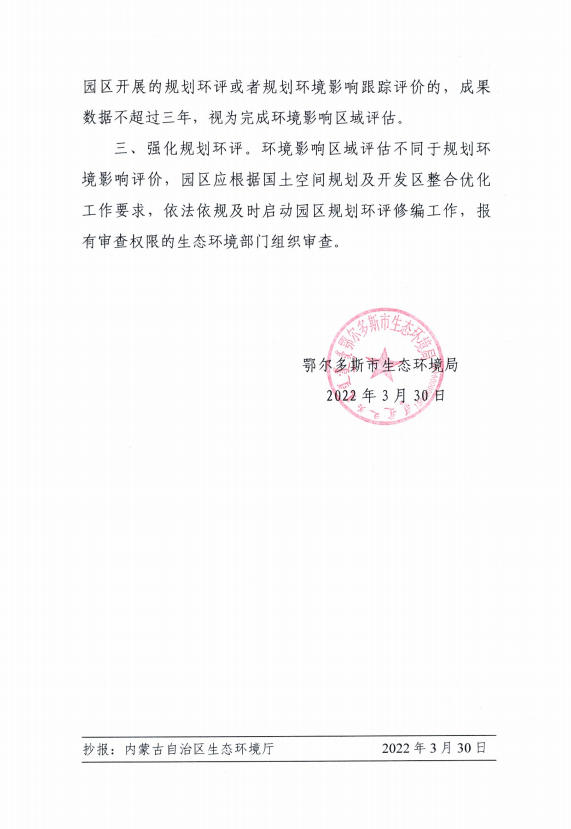 园区开展的规划环评或者规划环境影响跟踪评价的，成果
数据不超过三年，视为完成环境影响区域评估。
三、强化规划环评。环境影响区域评估不同于规划环
境影响评价，园区应根据国土空间规划及开发区整合优化
工作要求，依法依规及时启动园区规划环评修编工作，报
有审查权限的生态环境部门组织审查。
鄂尔多斯市生态环境局
鄂尔多斯市生态环境局
2022 年 3 月 30 日
抄报：内蒙古自治区生态环境厅 2022 年 3 月 30 日